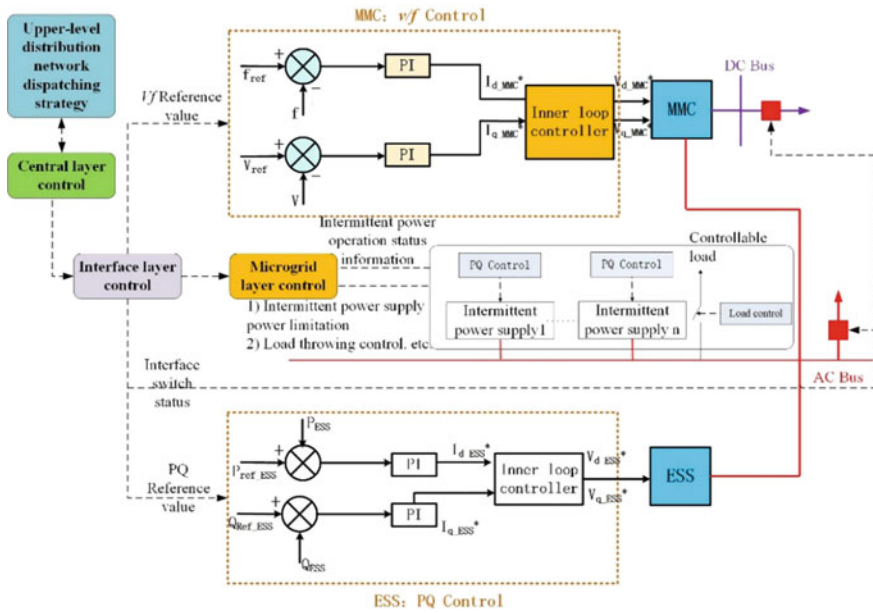 MMC: v/f Control
Upper-level
distribution
network
dispatching
strategy
Central layer
control
Interface layer
control
Vf Reference
value
f_ref
+
−
f
PI
I_d_MMC*
V_ref
+
−
V
PI
I_q_MMC*
Inner loop
controller
V_d_MMC*
V_q_MMC*
MMC
DC Bus
Microgrid
layer control
Intermittent power
operation status
information
1) Intermittent power supply
power limitation
2) Load throwing control. etc
PQ Control
PQ Control
Intermittent
power supply1
Intermittent
power supply n
Controllable
load
Load control
AC Bus
Interface
switch
status
PQ
Reference
value
P_ESS
+
P_ref_ESS
PI
I_d_ESS*
Q_Ref_ESS
+
Q_ESS
PI
I_q_ESS*
Inner loop
controller
V_d_ESS*
V_q_ESS*
ESS
ESS: PQ Control